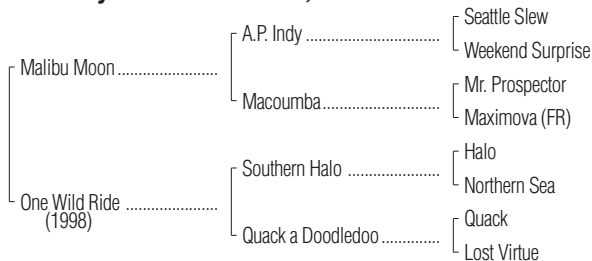 Seattle Slew
A.P. Indy ..............................
Weekend Surprise
Malibu Moon ......................
Mr. Prospector
Macoumba..........................
Maximova (FR)
Halo
Southern Halo ....................
Northern Sea
One Wild Ride ....................
(1998)
Quack
Quack a Doodledoo.............
Lost Virtue